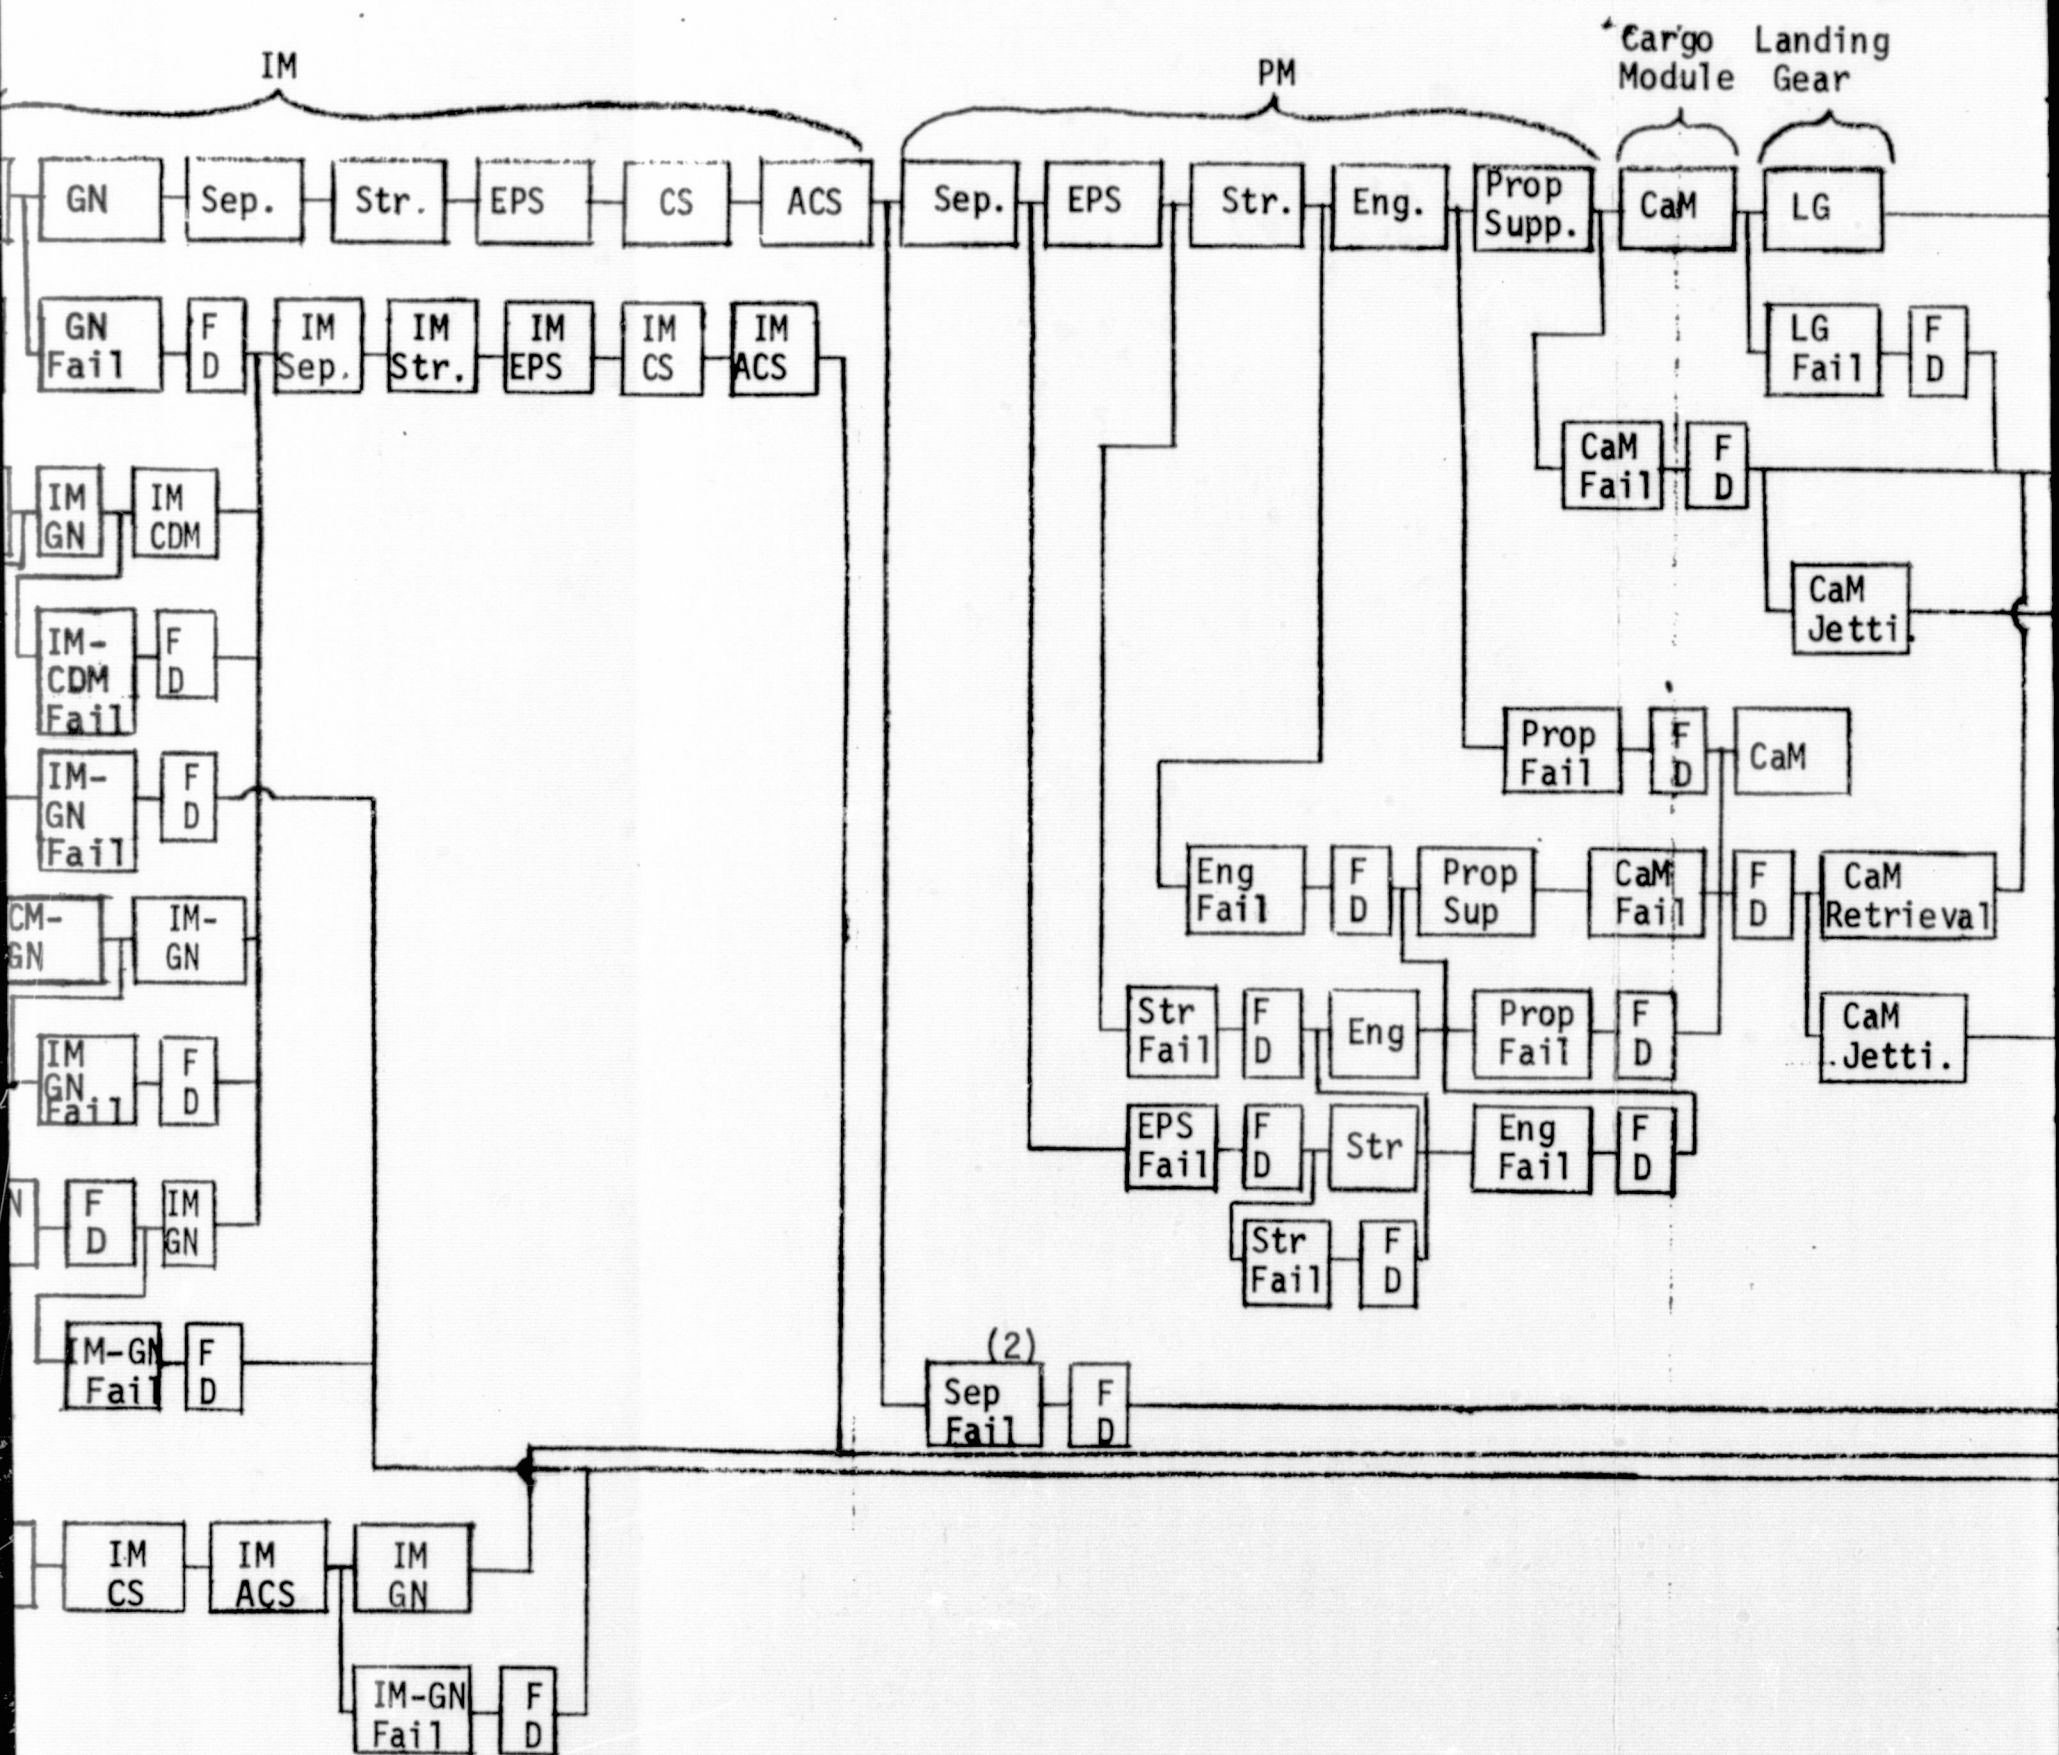 IM
PM
Cargo
Module
Landing
Gear
GN
Sep.
Str.
EPS
CS
ACS
Sep.
EPS
Str.
Eng.
Prop
Supp.
CaM
LG
GN
Fail
F
D
IM
Sep.
IM
Str.
IM
EPS
IM
CS
IM
ACS
LG
Fail
F
D
CaM
Fail
F
D
IM
GN
IM
CDM
CaM
Jetti.
IM-
CDM
Fail
F
D
Prop
Fail
F
D
CaM
IM-
GN
Fail
F
D
Eng
Fail
F
D
Prop
Sup
CaM
Fail
F
D
CaM
Retrieval
CM-
GN
IM-
GN
Str
Fail
F
D
Eng
Prop
Fail
F
D
CaM
Jetti.
IM
GN
Fail
F
D
EPS
Fail
F
D
Str
Eng
Fail
F
D
N
F
D
IM
GN
Str
Fail
F
D
IM-GN
Fail
F
D
(2)
Sep
Fail
F
D
IM
CS
IM
ACS
IM
GN
IM-GN
Fail
F
D